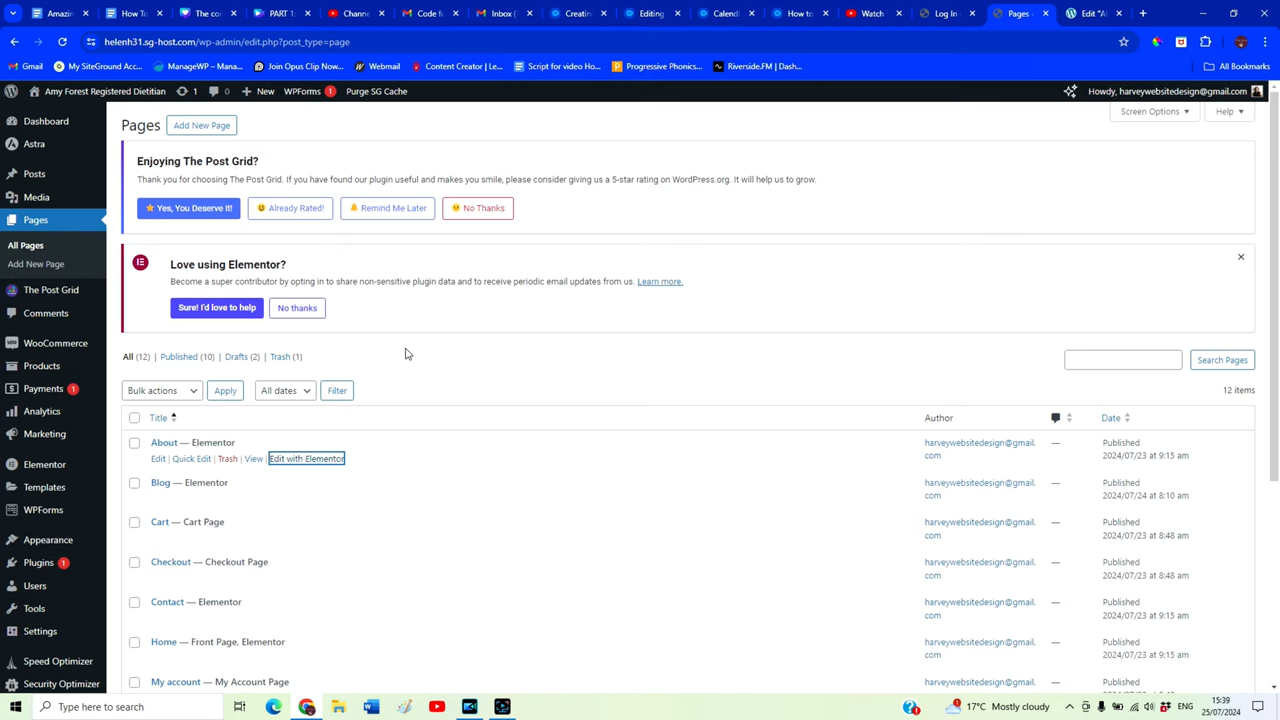 Amazin
How To
The co
PART 1
Channe
Code fe
Inbox (
Creatin
Editing
Calend
How to
Watch
Log In
Pages
Edit "A
helenh31.sg-host.com/wp-admin/edit.php?post_type=page
Gmail
My SiteGround Acc...
ManageWP – Mana...
Join Opus Clip Now...
Webmail
Content Creator | Le...
Script for video Ho...
Progressive Phonics...
Riverside.FM | Dash...
All Bookmarks
Amy Forest Registered Dietitian
1
0
New
WPForms 1
Purge SG Cache
Howdy, harveywebsitedesign@gmail.com
Dashboard
Astra
Posts
Media
Pages
All Pages
Add New Page
The Post Grid
Comments
WooCommerce
Products
Payments 1
Analytics
Marketing
Elementor
Templates
WPForms
Appearance
Plugins 1
Users
Tools
Settings
Speed Optimizer
Security Optimizer
Pages
Add New Page
Screen Options
Help
Enjoying The Post Grid?
Thank you for choosing The Post Grid. If you have found our plugin useful and makes you smile, please consider giving us a 5-star rating on WordPress.org. It will help us to grow.
Yes, You Deserve It!
Already Rated!
Remind Me Later
No Thanks
Love using Elementor?
Become a super contributor by opting in to share non-sensitive plugin data and to receive periodic email updates from us. Learn more.
Sure! I'd love to help
No thanks
All (12) | Published (10) | Drafts (2) | Trash (1)
Search Pages
Bulk actions
Apply
All dates
Filter
12 items
Title
Author
Date
About — Elementor
Edit | Quick Edit | Trash | View | Edit with Elementor
harveywebsitedesign@gmail.
com
—
Published
2024/07/23 at 9:15 am
Blog — Elementor
harveywebsitedesign@gmail.
com
—
Published
2024/07/24 at 8:10 am
Cart — Cart Page
harveywebsitedesign@gmail.
com
—
Published
2024/07/23 at 8:48 am
Checkout — Checkout Page
harveywebsitedesign@gmail.
com
—
Published
2024/07/23 at 8:48 am
Contact — Elementor
harveywebsitedesign@gmail.
com
—
Published
2024/07/23 at 9:15 am
Home — Front Page, Elementor
harveywebsitedesign@gmail.
com
—
Published
2024/07/23 at 9:15 am
My account — My Account Page
harveywebsitedesign@gmail.
—
Published
Type here to search
17°C Mostly cloudy
ENG
15:39
25/07/2024